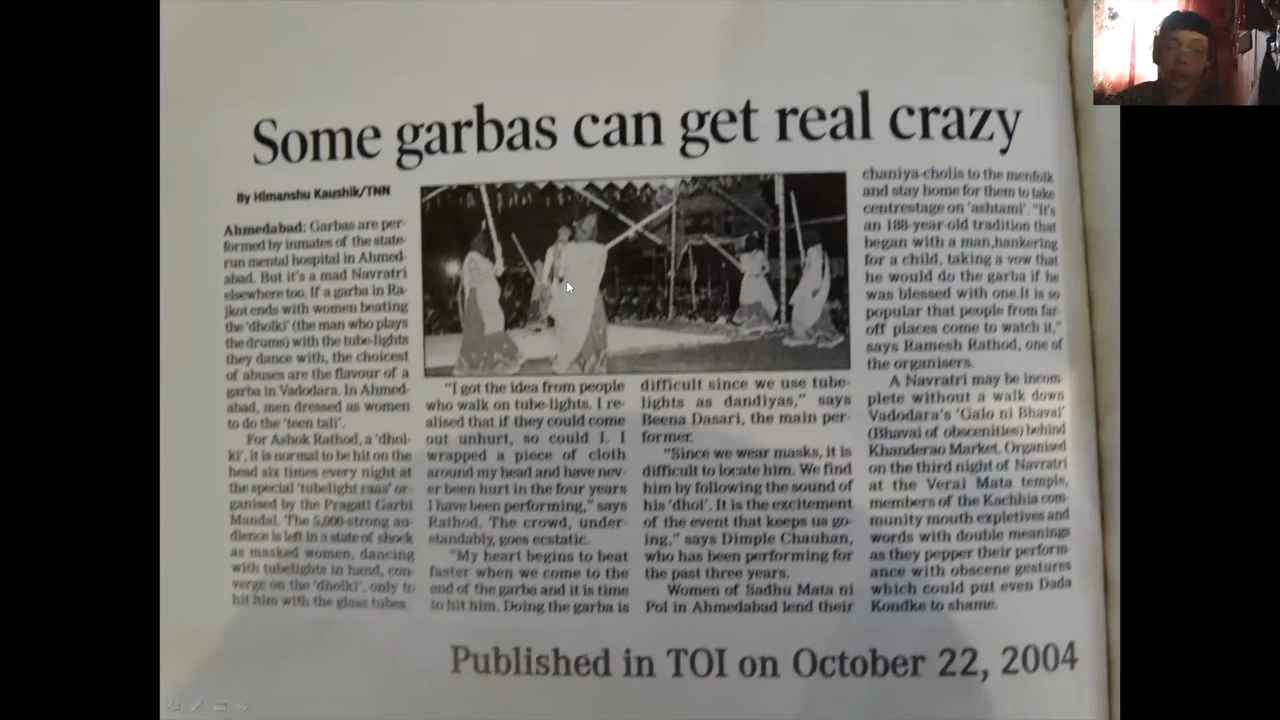 Some garbas can get real crazy
By Himanshu Kaushik/TNN
Ahmedabad: Garbas are per-
formed by inmates of the state-
run mental hospital in Ahmed-
abad. But it's a mad Navratri
elsewhere too. If a garba in Ra-
jkot ends with women beating
the 'dholki' (the man who plays
the drums) with the tube-lights
they dance with, the choicest
of abuses are the flavour of a
garba in Vadodara. In Ahmed-
abad, men dressed as women
to do the 'teen tali'.
For Ashok Rathod, a 'dhol-
ki', it is normal to be hit on the
head six times every night at
the special 'tubelight raas' or-
ganised by the Pragati Garbi
Mandal. The 5,000-strong au-
dience is left in a state of shock
as masked women, dancing
with tubelights in hand, con-
verge on the 'dholki', only to
hit him with the glass tubes.
"I got the idea from people
who walk on tube-lights. I re-
alised that if they could come
out unhurt, so could I. I
wrapped a piece of cloth
around my head and have nev-
er been hurt in the four years
I have been performing," says
Rathod. The crowd, under-
standably, goes ecstatic.
"My heart begins to beat
faster when we come to the
end of the garba and it is time
to hit him. Doing the garba is
difficult since we use tube-
lights as dandiyas," says
Beena Dasari, the main per-
former.
"Since we wear masks, it is
difficult to locate him. We find
him by following the sound of
his 'dhol'. It is the excitement
of the event that keeps us go-
ing," says Dimple Chauhan,
who has been performing for
the past three years.
Women of Sadhu Mata ni
Pol in Ahmedabad lend their
chaniya-cholis to the menfolk
and stay home for them to take
centrestage on 'ashtami'. "it's
an 188-year-old tradition that
began with a man,hankering
for a child, taking a vow that
he would do the garba if he
was blessed with one.It is so
popular that people from far-
off places come to watch it,"
says Ramesh Rathod, one of
the organisers.
A Navratri may be incom
plete without a walk down
Vadodara's 'Galo ni Bhavai'
(Bhavai of obscenities) behind
Khanderao Market. Organised
on the third night of Navratri
at the Verai Mata temple,
members of the Kachhia com-
munity mouth expletives and
words with double meanings
as they pepper their perform-
ance with obscene gestures
which could put even Dada
Kondke to shame.
Published in TOI on October 22, 2004